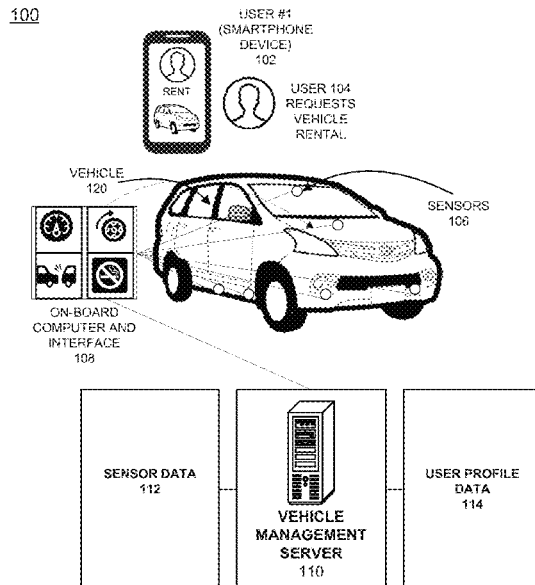 100
USER #1
(SMARTPHONE
DEVICE)
102
RENT
USER 104
REQUESTS
VEHICLE
RENTAL
VEHICLE
120
SENSORS
106
ON-BOARD
COMPUTER AND
INTERFACE
108
SENSOR DATA
112
VEHICLE
MANAGEMENT
SERVER
110
USER PROFILE
DATA
114